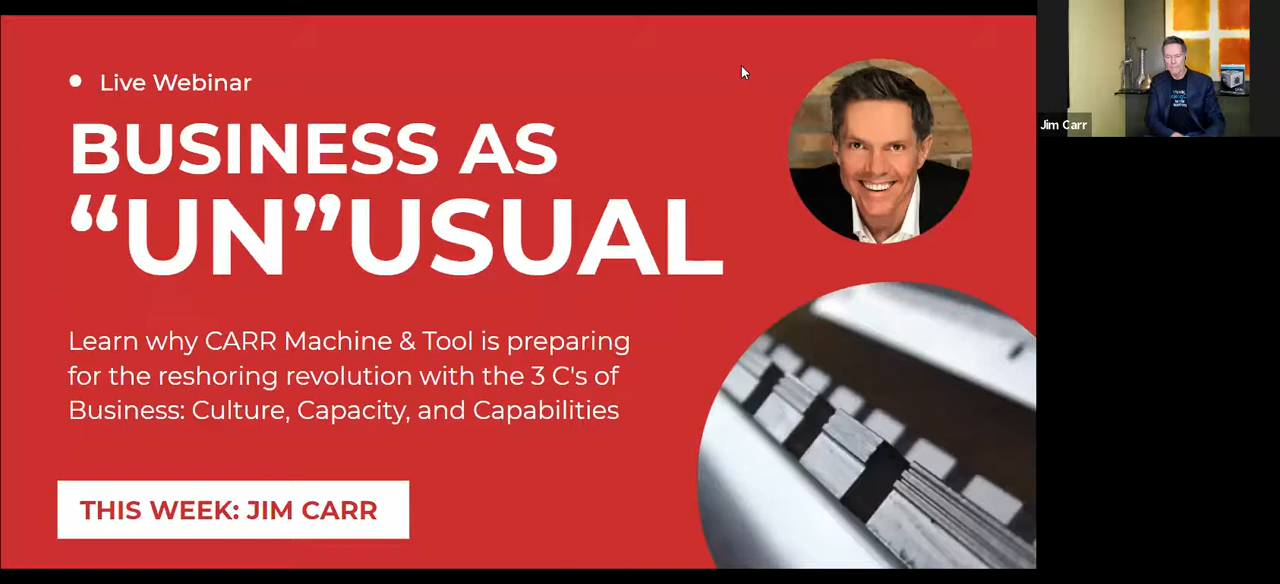 Live Webinar
BUSINESS AS
“UN”USUAL
Learn why CARR Machine & Tool is preparing
for the reshoring revolution with the 3 C's of
Business: Culture, Capacity, and Capabilities
THIS WEEK: JIM CARR
Jim Carr